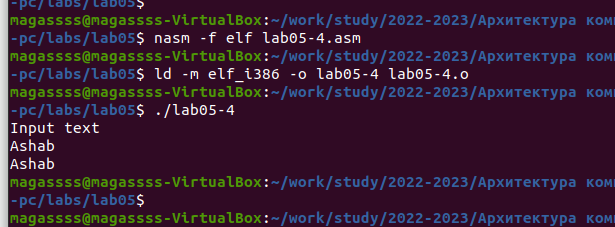 -pc/labs/lab05$
magassss@magassss-VirtualBox:~/work/study/2022-2023/Архитектура ком
-pc/labs/lab05$ nasm -f elf lab05-4.asm
magassss@magassss-VirtualBox:~/work/study/2022-2023/Архитектура ком
-pc/labs/lab05$ ld -m elf_i386 -o lab05-4 lab05-4.o
magassss@magassss-VirtualBox:~/work/study/2022-2023/Архитектура ком
-pc/labs/lab05$ ./lab05-4
Input text
Ashab
Ashab
magassss@magassss-VirtualBox:~/work/study/2022-2023/Архитектура ком
-pc/labs/lab05$
magassss@magassss-VirtualBox:~/work/study/2022-2023/Архитектура ком